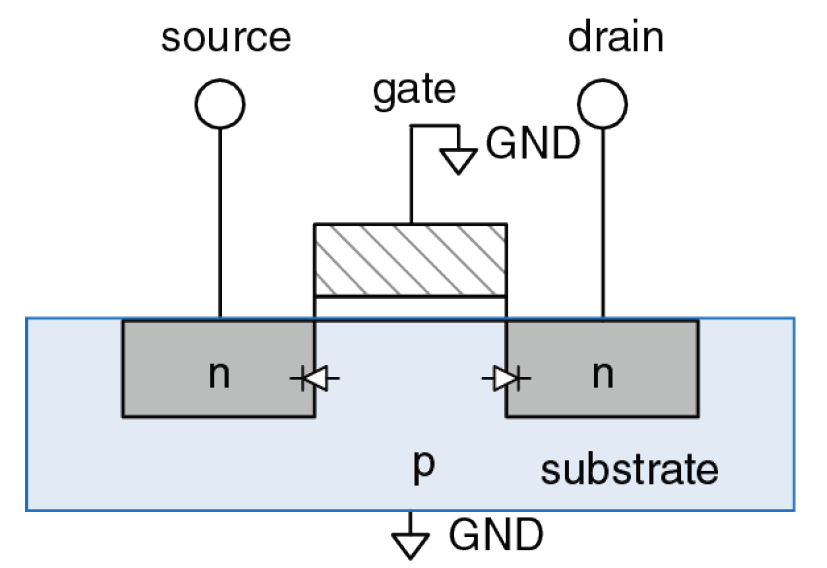 source
drain
gate
GND
n
n
p
substrate
GND